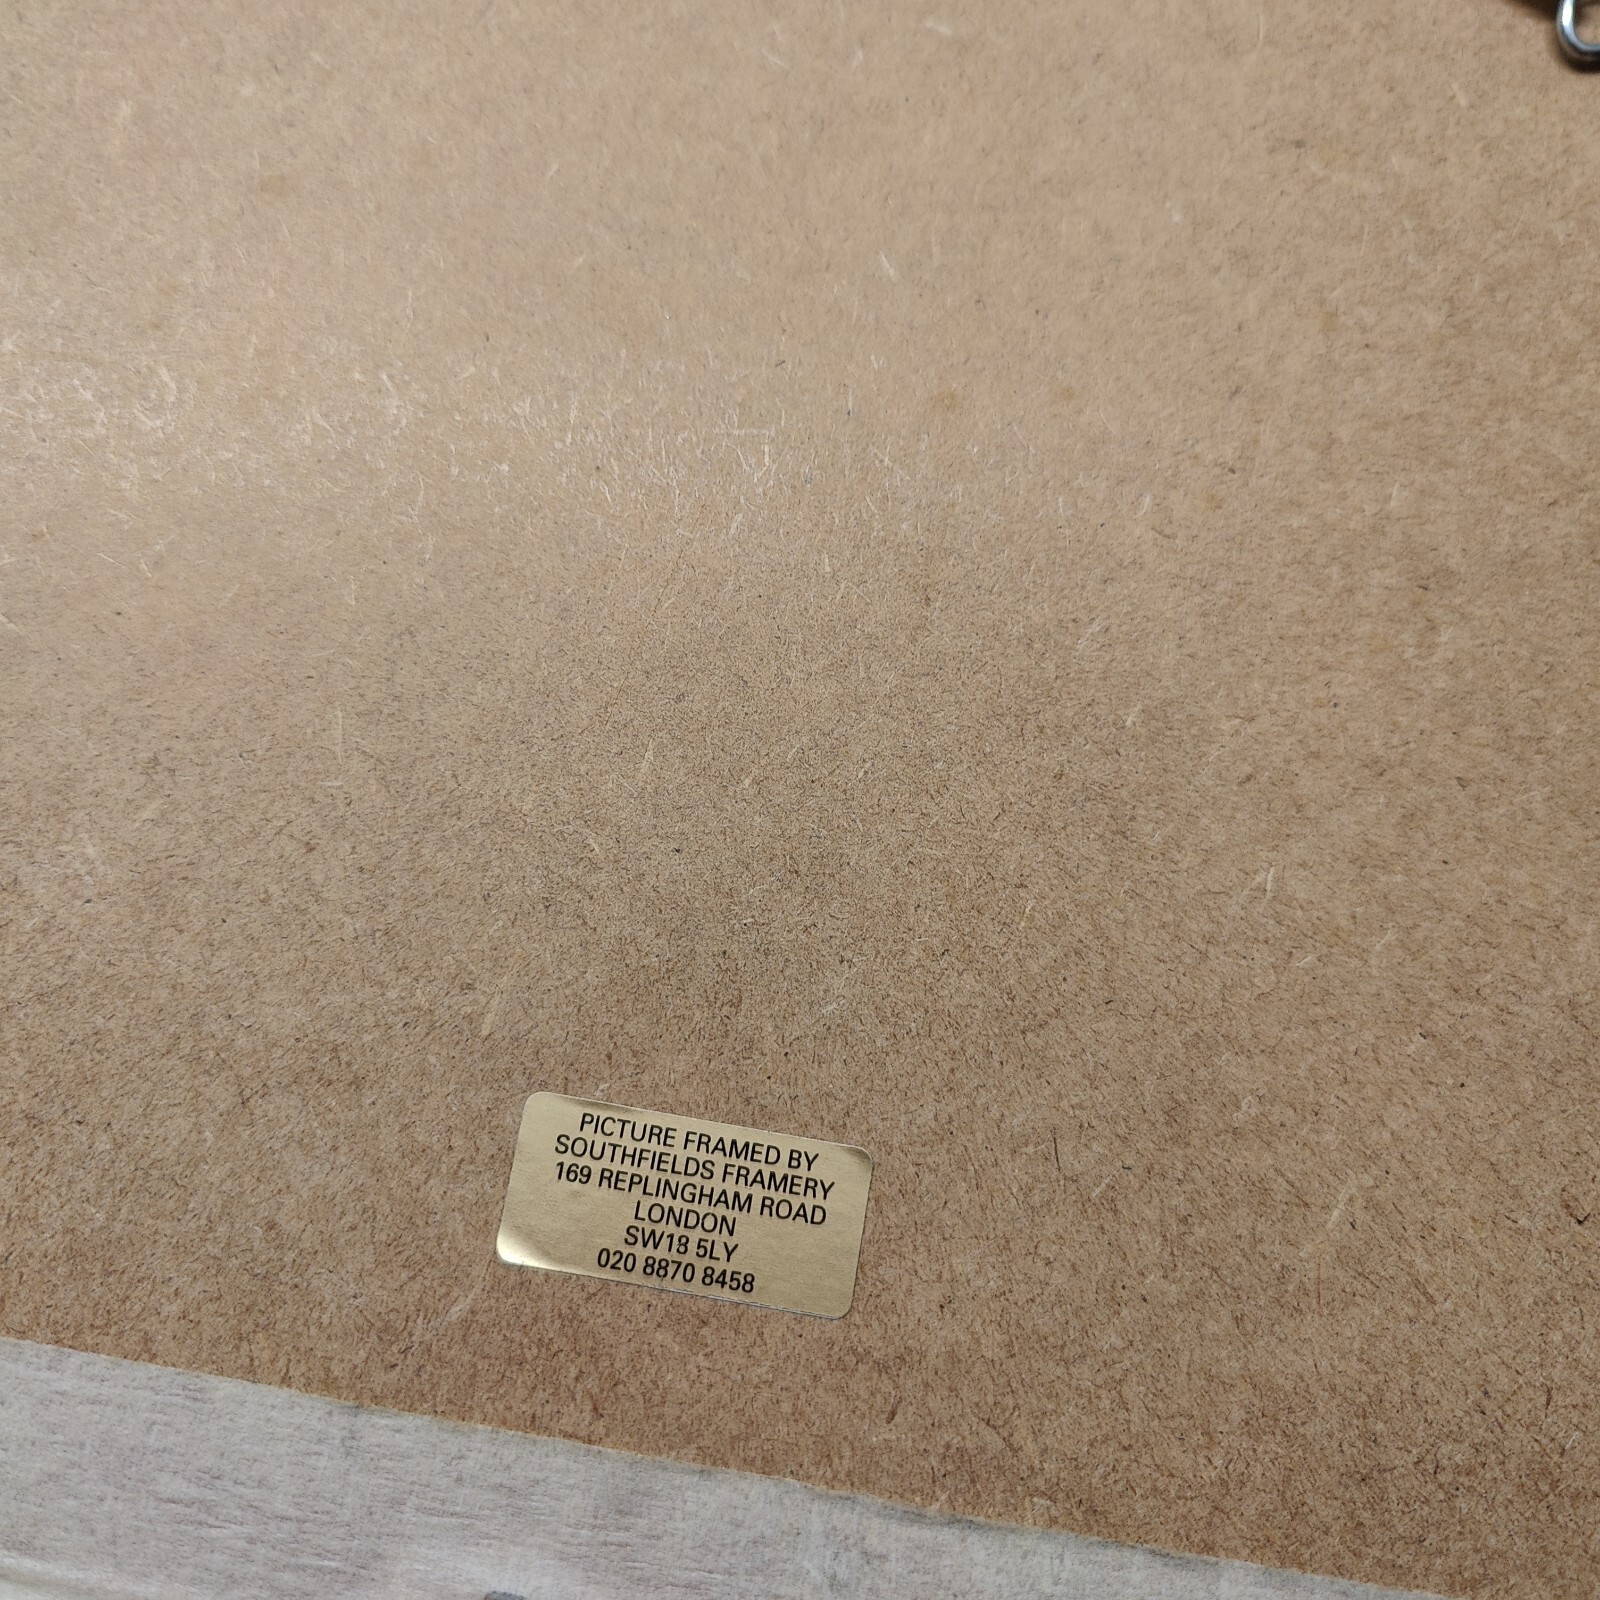 PICTURE FRAMED BY
SOUTHFIELDS FRAMERY
169 REPLINGHAM ROAD
LONDON
SW18 5LY
020 8870 8458